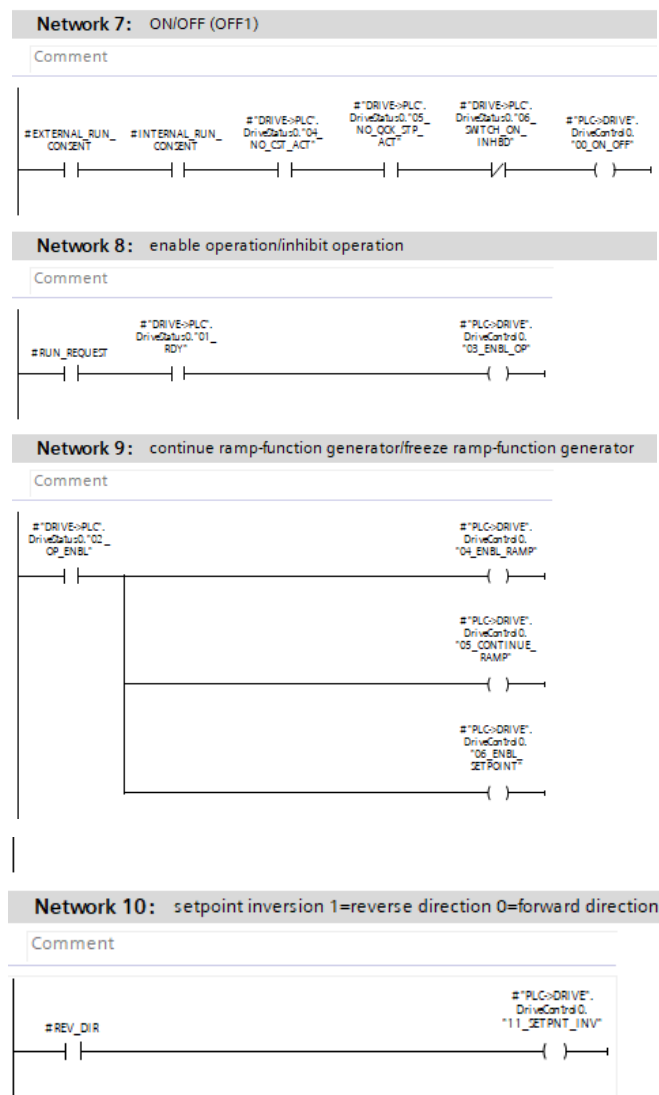 Network 7: ON/OFF (OFF1)
Comment
#EXTERNAL_RUN_
CONSENT
#INTERNAL_RUN_
CONSENT
#"DRIVE->PLC".
DriveStatus0."04_
NO_CST_ACT"
#"DRIVE->PLC".
DriveStatus0."05_
NO_QCK_STP_
ACT"
#"DRIVE->PLC".
DriveStatus0."06_
SWITCH_ON_
INHBD"
#"PLC->DRIVE".
DriveControl0.
"00_ON_OFF"
Network 8: enable operation/inhibit operation
Comment
#RUN_REQUEST
#"DRIVE->PLC".
DriveStatus0."01_
RDY"
#"PLC->DRIVE".
DriveControl0.
"03_ENBL_OP"
Network 9: continue ramp-function generator/freeze ramp-function generator
Comment
#"DRIVE->PLC".
DriveStatus0."02_
OP_ENBL"
#"PLC->DRIVE".
DriveControl0.
"04_ENBL_RAMP"
#"PLC->DRIVE".
DriveControl0.
"05_CONTINUE_
RAMP"
#"PLC->DRIVE".
DriveControl0.
"06_ENBL_
SETPOINT"
Network 10: setpoint inversion 1=reverse direction 0=forward direction
Comment
#REV_DIR
#"PLC->DRIVE".
DriveControl0.
"11_SETPNT_INV"